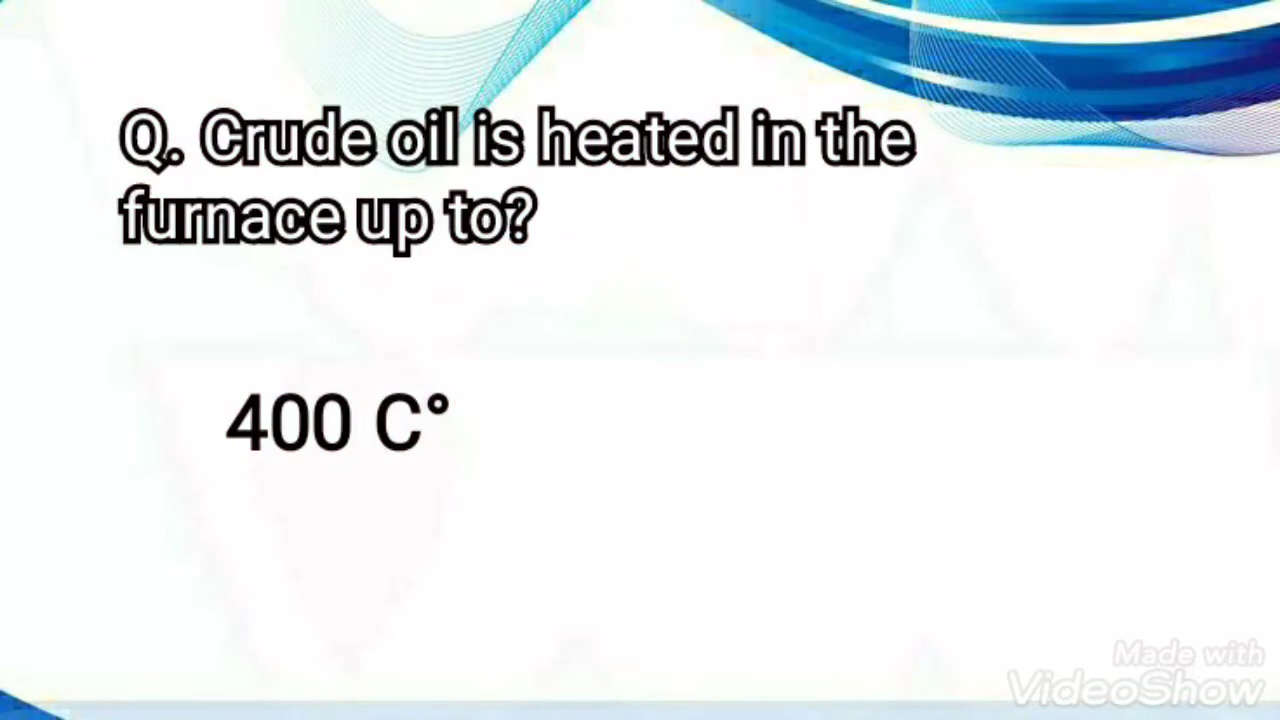 Q. Crude oil is heated in the
furnace up to?
400 C°
Made with
VideoShow